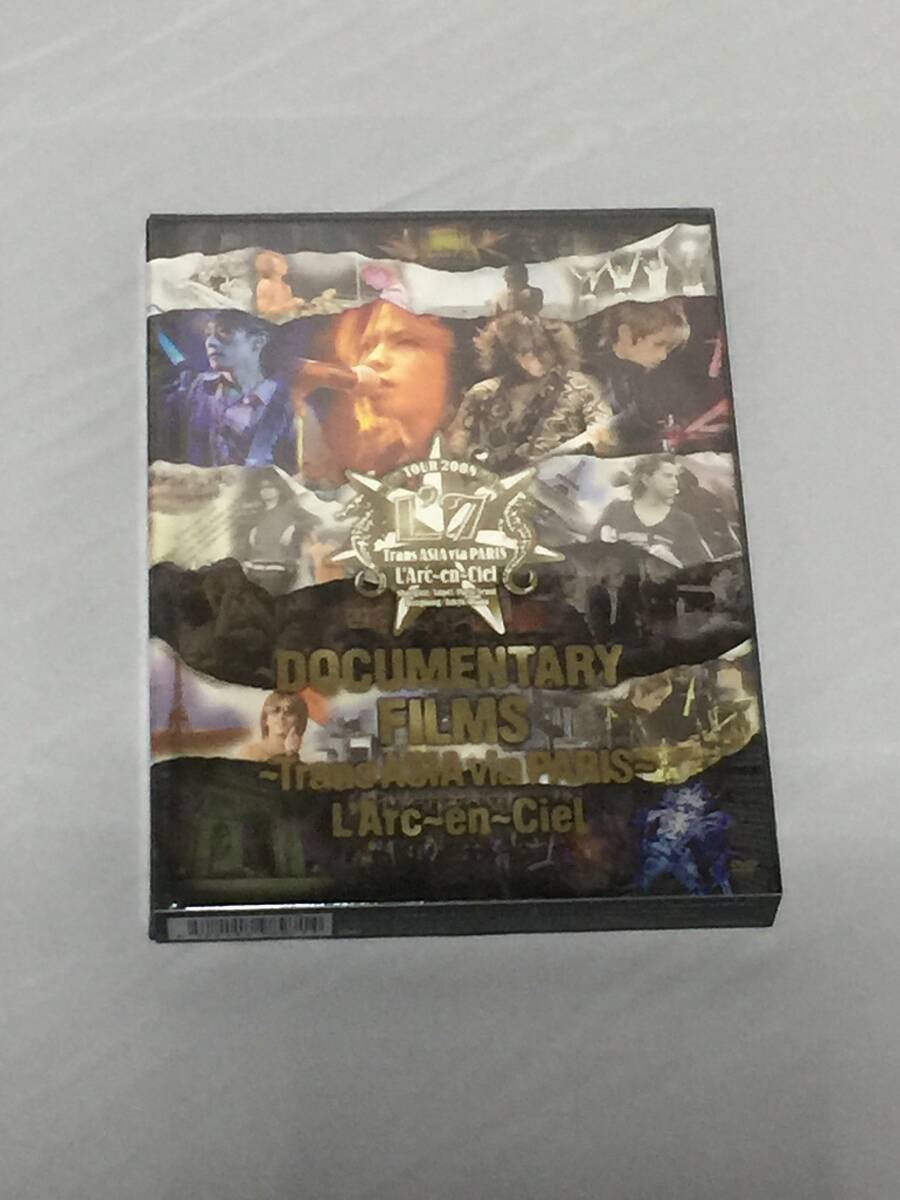 TOUR 2008
L'7
Trans ASIA via PARIS
L'Arc~en~Ciel
DOCUMENTARY
FILMS
~Trans ASIA via PARIS~
L'Arc~en~Ciel